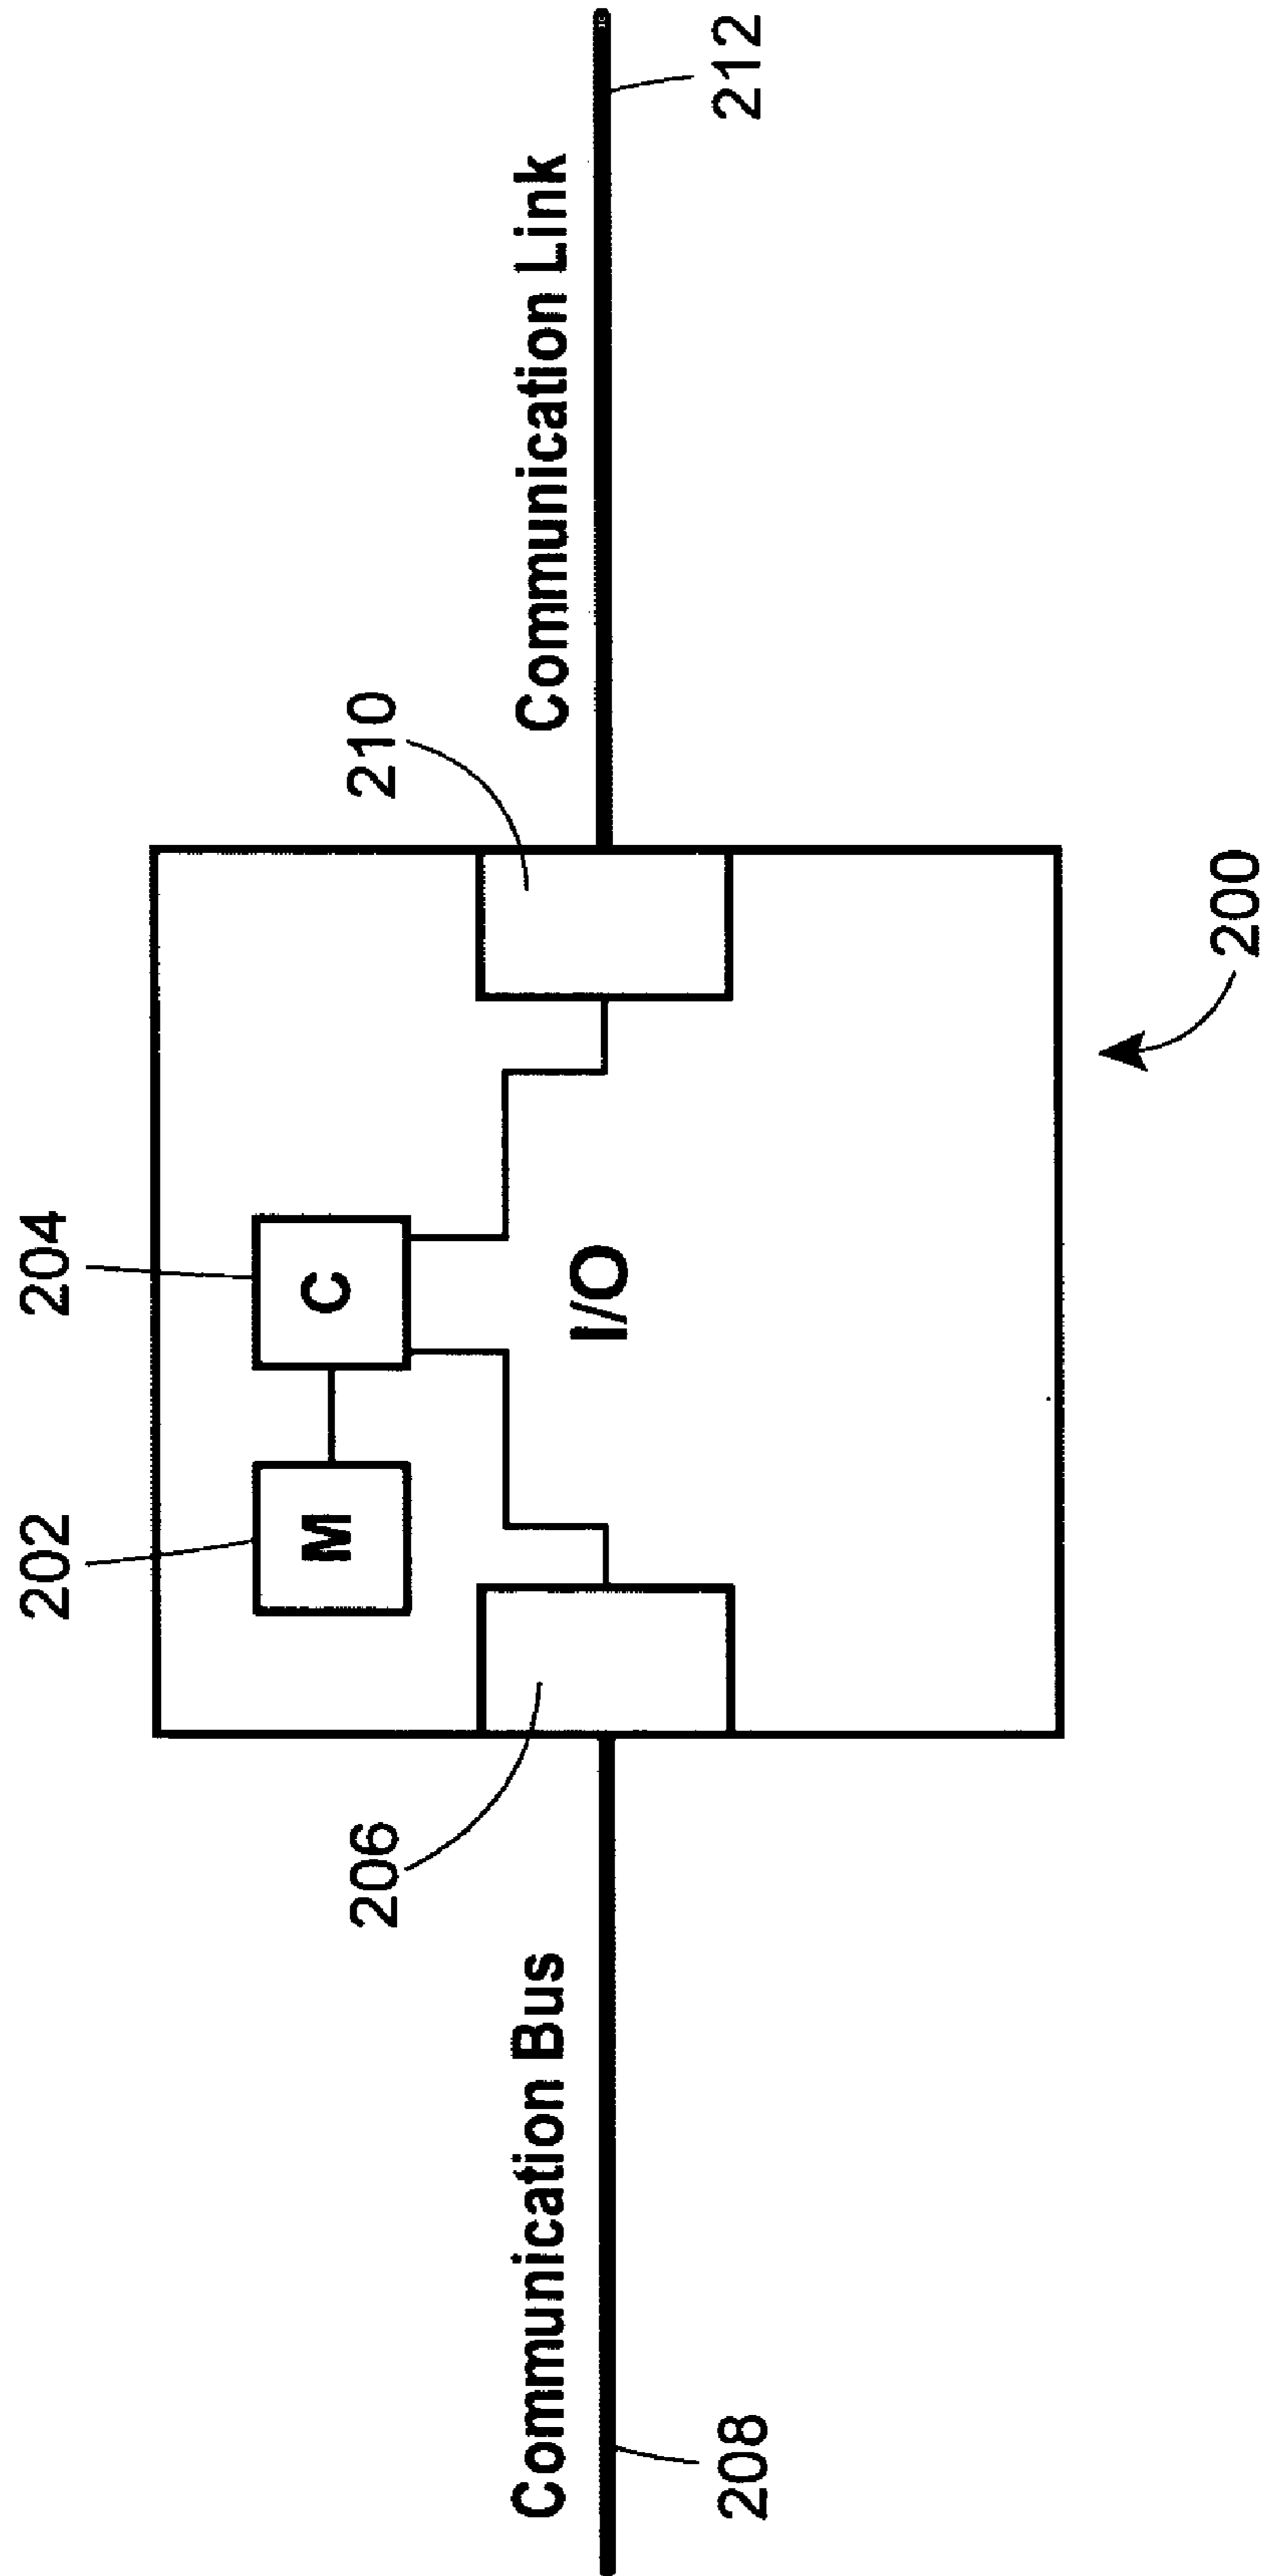 202
204
M
C
206
210
Communication Bus
Communication Link
I/O
208
212
200